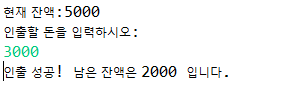 현재 잔액:5000
인출할 돈을 입력하시오:
3000
인출 성공! 남은 잔액은 2000 입니다.